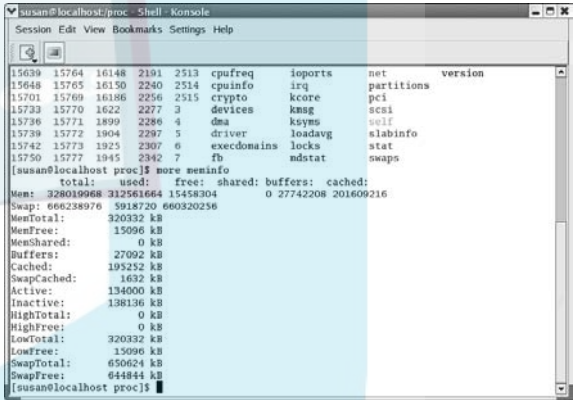 susan@localhost:/proc - Shell - Konsole
Session Edit View Bookmarks Settings Help
15639 15764 16148 2191 2513 cpufreq ioports net version
15648 15765 16150 2240 2514 cpuinfo irq partitions
15701 15769 16186 2256 2515 crypto kcore pci
15733 15770 1622 2277 3 devices kmsg scsi
15736 15771 1899 2286 4 dma ksyms self
15739 15772 1904 2297 5 driver loadavg slabinfo
15742 15773 1925 2307 6 execdomains locks stat
15750 15777 1945 2342 7 fb mdstat swaps
[susan@localhost proc]$ more meminfo
total: used: free: shared: buffers: cached:
Mem: 328019968 312561664 15458304 0 27742208 201609216
Swap: 666238976 5918720 660320256
MemTotal: 320332 kB
MemFree: 15096 kB
MemShared: 0 kB
Buffers: 27092 kB
Cached: 195252 kB
SwapCached: 1632 kB
Active: 134000 kB
Inactive: 138136 kB
HighTotal: 0 kB
HighFree: 0 kB
LowTotal: 320332 kB
LowFree: 15096 kB
SwapTotal: 650624 kB
SwapFree: 644844 kB
[susan@localhost proc]$